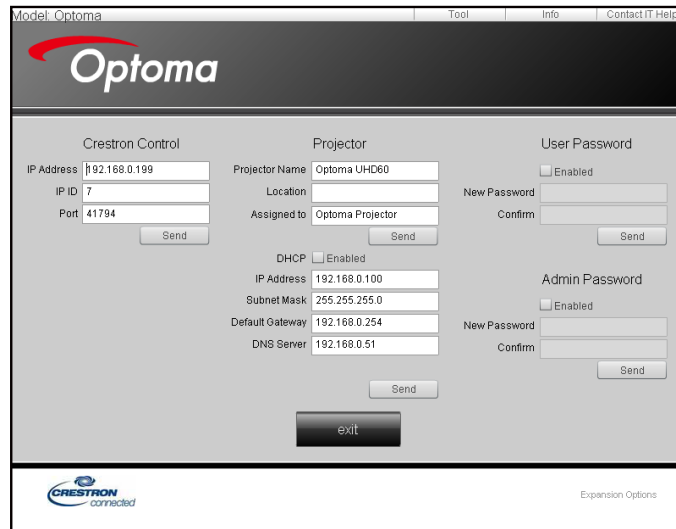 Model: Optoma
Tool
Info
Contact IT Help
Optoma
Crestron Control
IP Address 192.168.0.199
IP ID 7
Port 41794
Send
Projector
Projector Name Optoma UHD60
Location
Assigned to Optoma Projector
Send
DHCP Enabled
IP Address 192.168.0.100
Subnet Mask 255.255.255.0
Default Gateway 192.168.0.254
DNS Server 192.168.0.51
Send
User Password
Enabled
New Password
Confirm
Send
Admin Password
Enabled
New Password
Confirm
Send
exit
CRESTRON
connected
Expansion Options